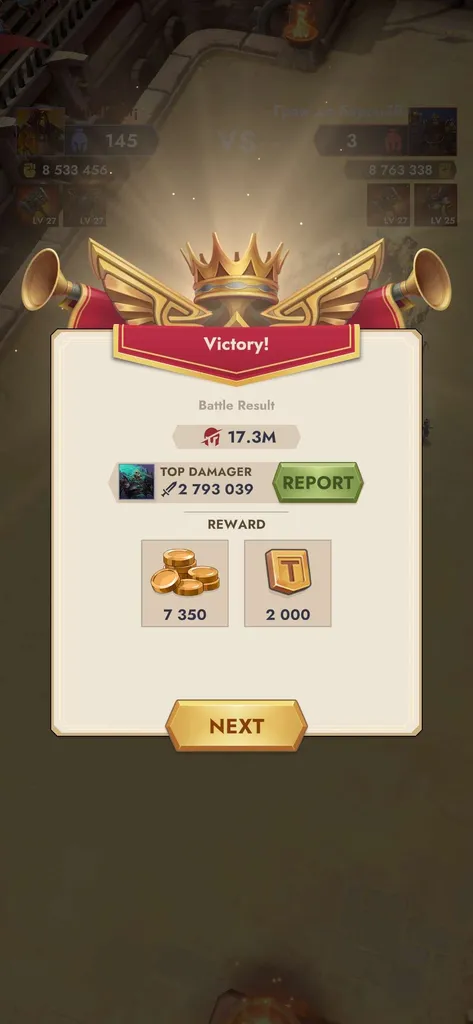 145
VS
3
8 533 456
8 763 338
LV 27
LV 27
LV 27
LV 25
Victory!
Battle Result
17.3M
TOP DAMAGER
2 793 039
REPORT
REWARD
7 350
T
2 000
NEXT